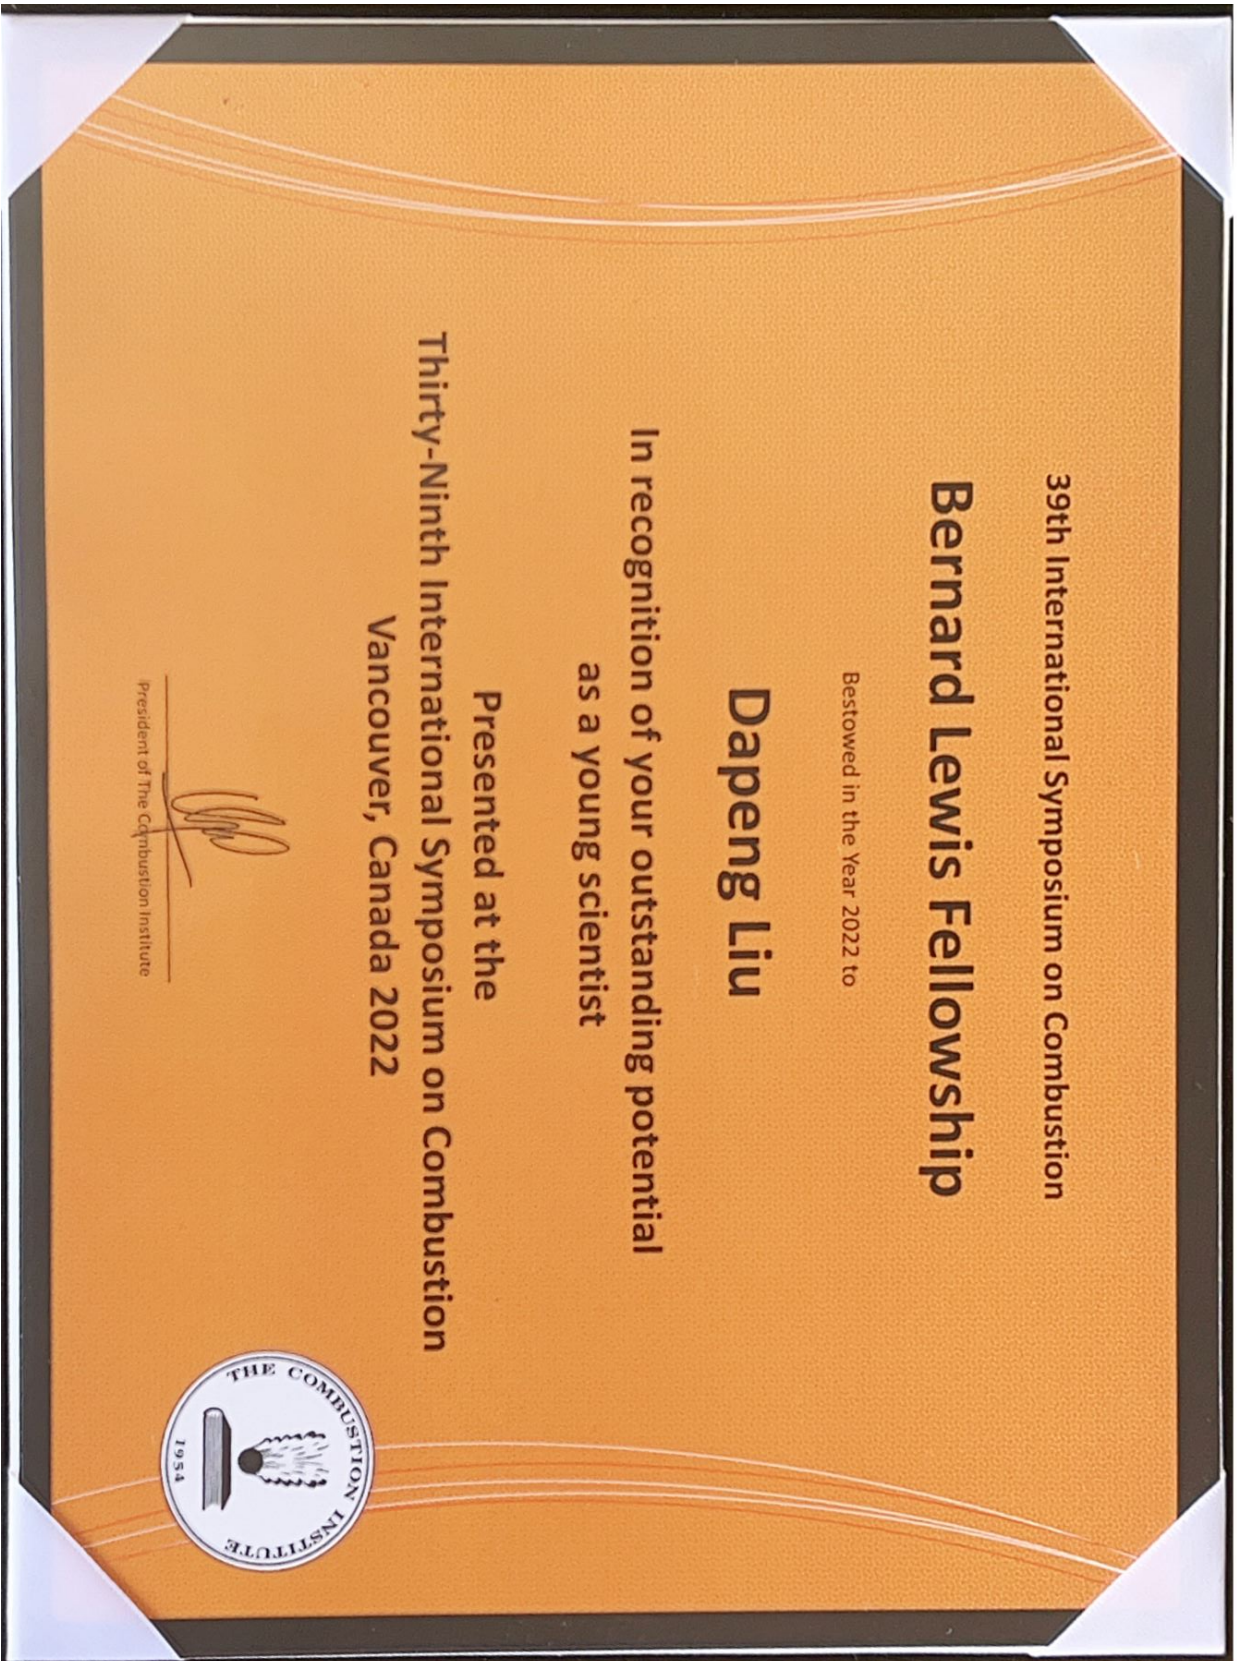 39th International Symposium on Combustion
Bernard Lewis Fellowship
Bestowed in the Year 2022 to
Dapeng Liu
In recognition of your outstanding potential
as a young scientist
Presented at the
Thirty-Ninth International Symposium on Combustion
Vancouver, Canada 2022
President of The Combustion Institute
THE COMBUSTION INSTITUTE
1954